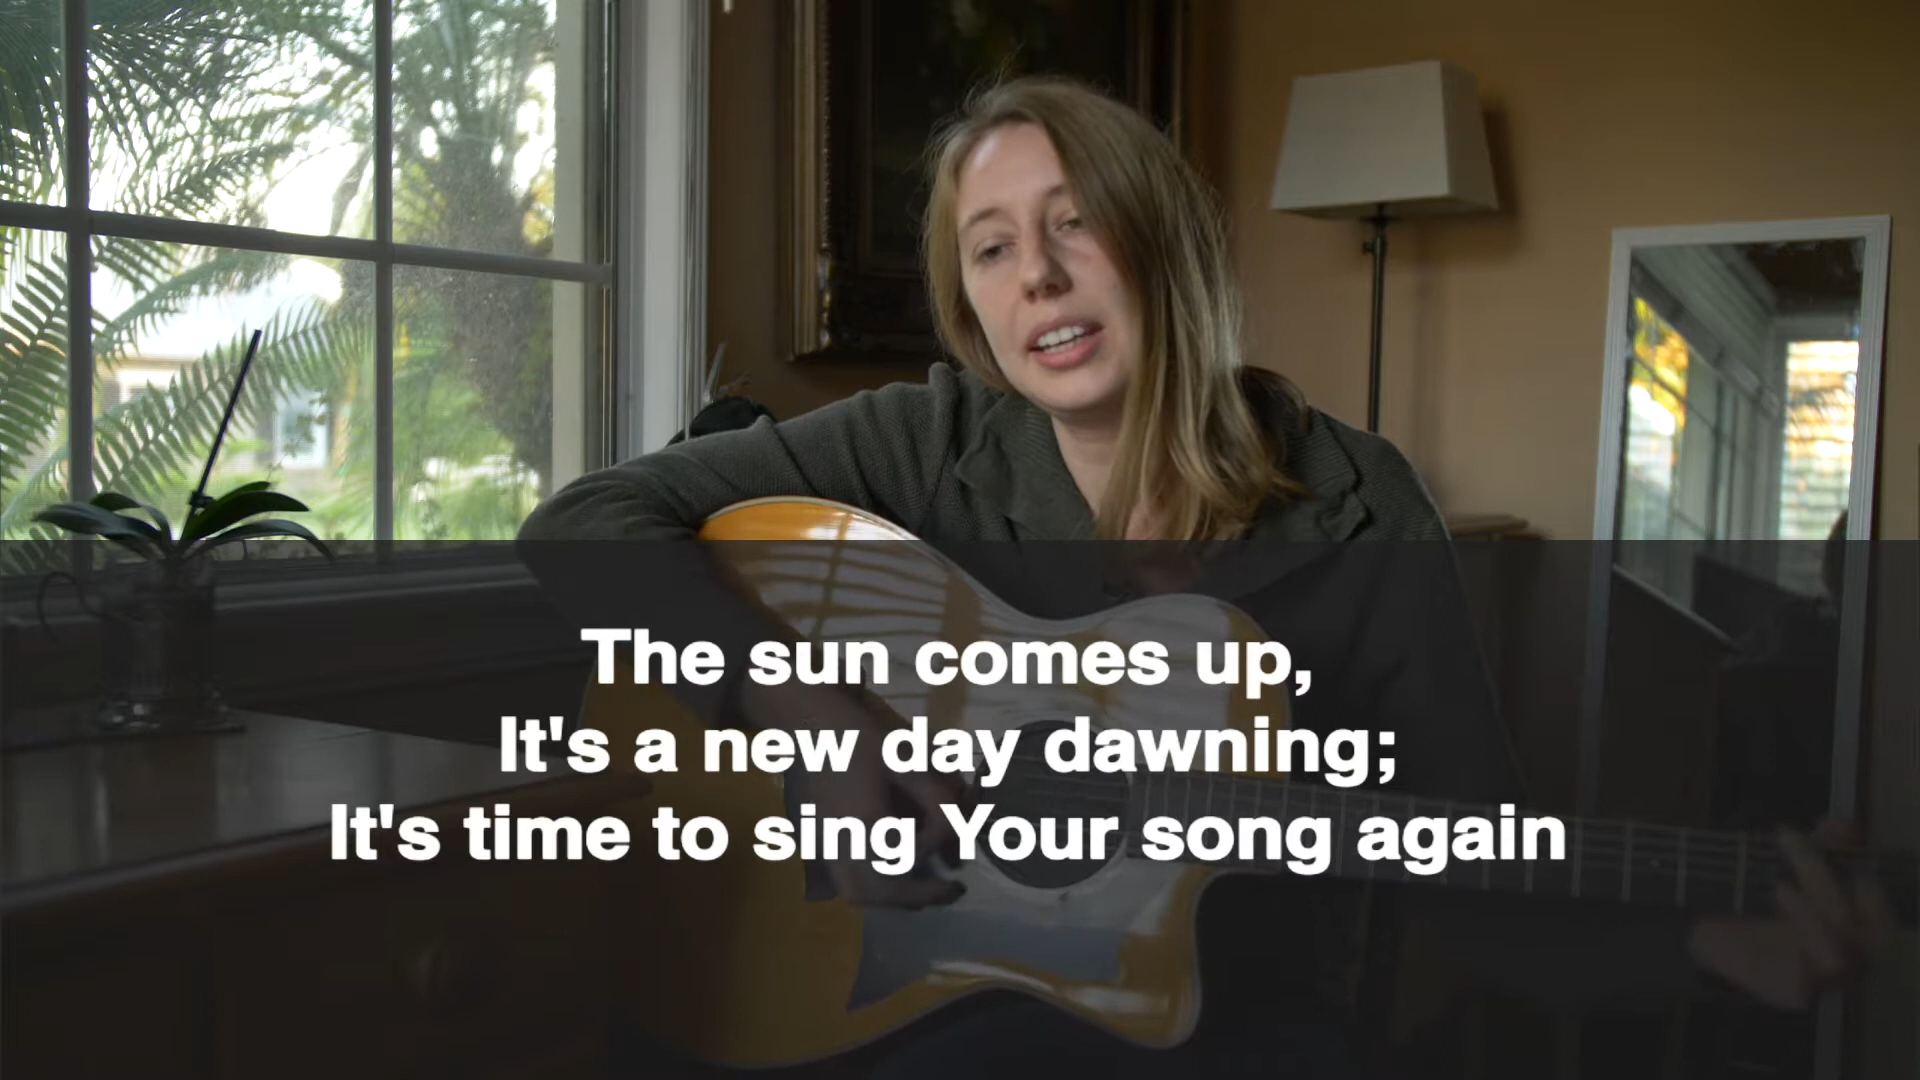 The sun comes up,
It's a new day dawning;
It's time to sing Your song again